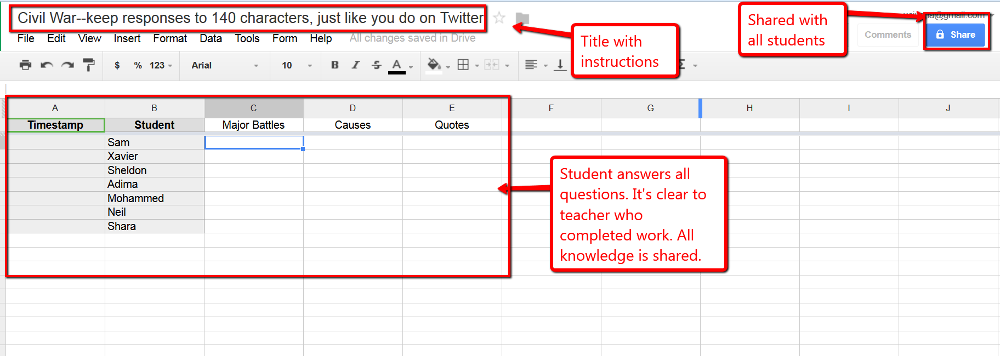 Civil War--keep responses to 140 characters, just like you do on Twitter
File Edit View Insert Format Data Tools Form Help All changes saved in Drive
Title with
instructions
Shared with
all students
@gmail.com
Comments
Share
$ % 123 Arial 10 B I S A Σ
A B C D E F G H I J
Timestamp Student Major Battles Causes Quotes
Sam
Xavier
Sheldon
Adima
Mohammed
Neil
Shara
Student answers all
questions. It's clear to
teacher who
completed work. All
knowledge is shared.